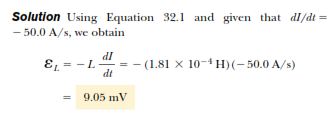 Solution Using Equation 32.1 and given that dI/dt =
− 50.0 A/s, we obtain
ℰL = − L dI/dt = − (1.81 × 10⁻⁴ H)(− 50.0 A/s)
= 9.05 mV